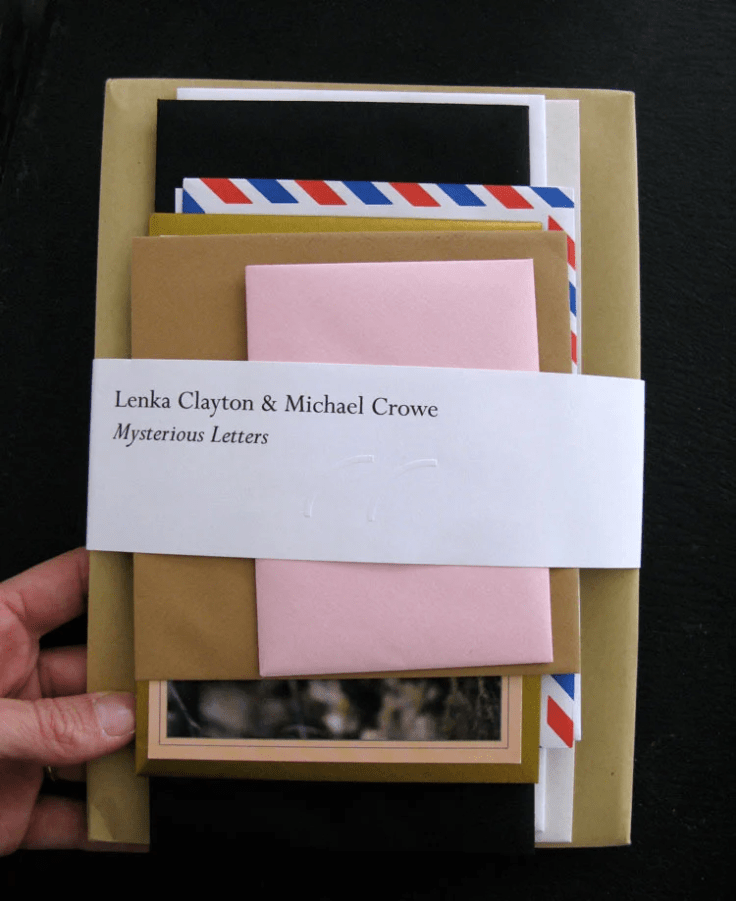 Lenka Clayton & Michael Crowe
Mysterious Letters